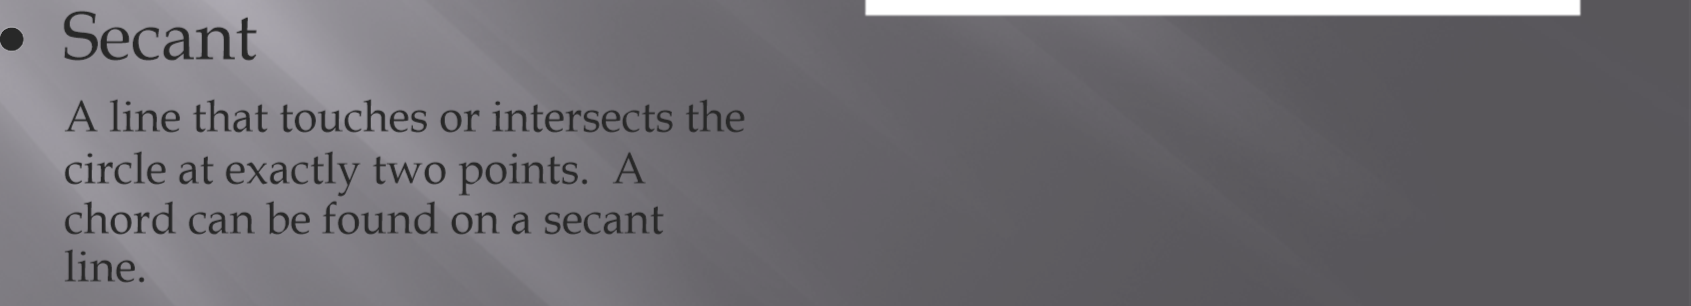 • Secant
A line that touches or intersects the
circle at exactly two points.  A
chord can be found on a secant
line.